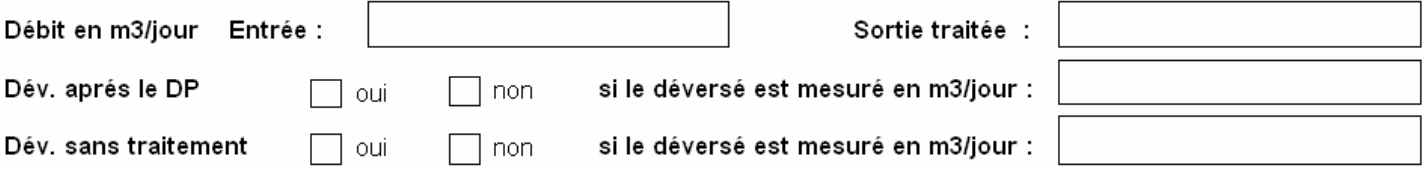 Débit en m3/jour Entrée : Sortie traitée :
Dév. aprés le DP oui non si le déversé est mesuré en m3/jour :
Dév. sans traitement oui non si le déversé est mesuré en m3/jour :